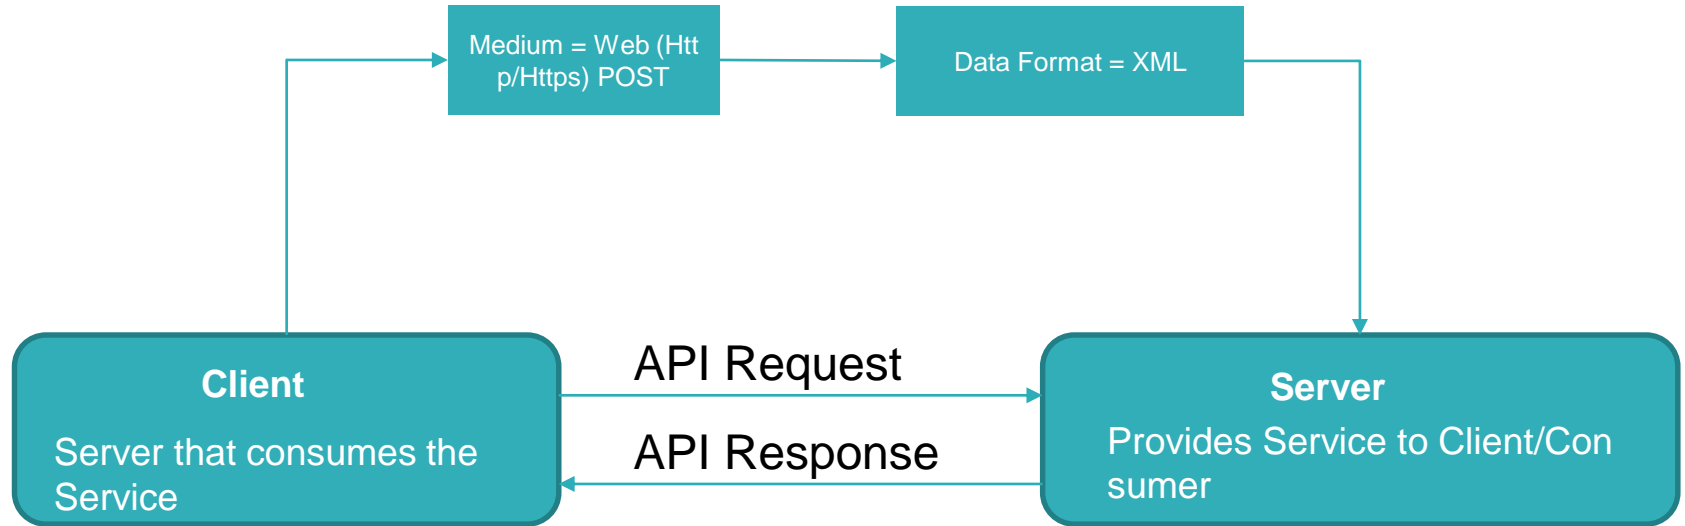 Medium = Web (Htt
p/Https) POST
Data Format = XML
Client
Server that consumes the
Service
API Request
API Response
Server
Provides Service to Client/Con
sumer